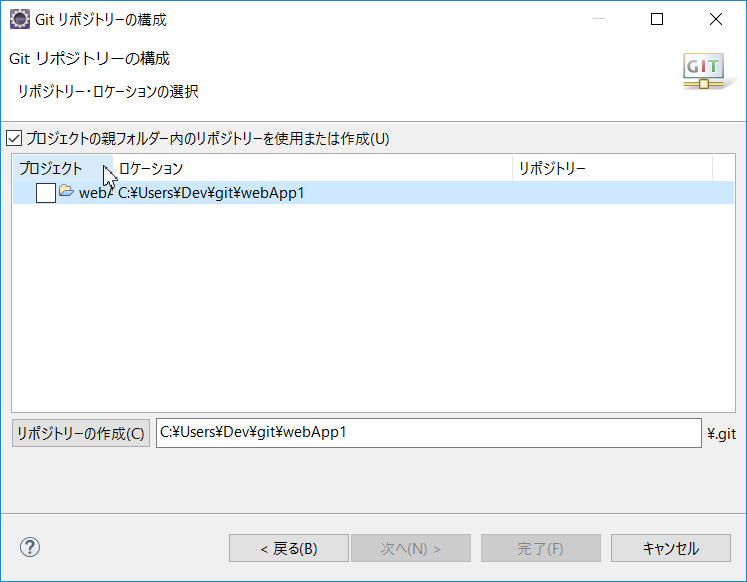 Git リポジトリーの構成
Git リポジトリーの構成
リポジトリー・ロケーションの選択
GIT
プロジェクトの親フォルダー内のリポジトリーを使用または作成(U)
プロジェクト ロケーション リポジトリー
webA C:¥Users¥Dev¥git¥webApp1
リポジトリーの作成(C) C:¥Users¥Dev¥git¥webApp1 ¥.git
? < 戻る(B) 次へ(N) > 完了(F) キャンセル